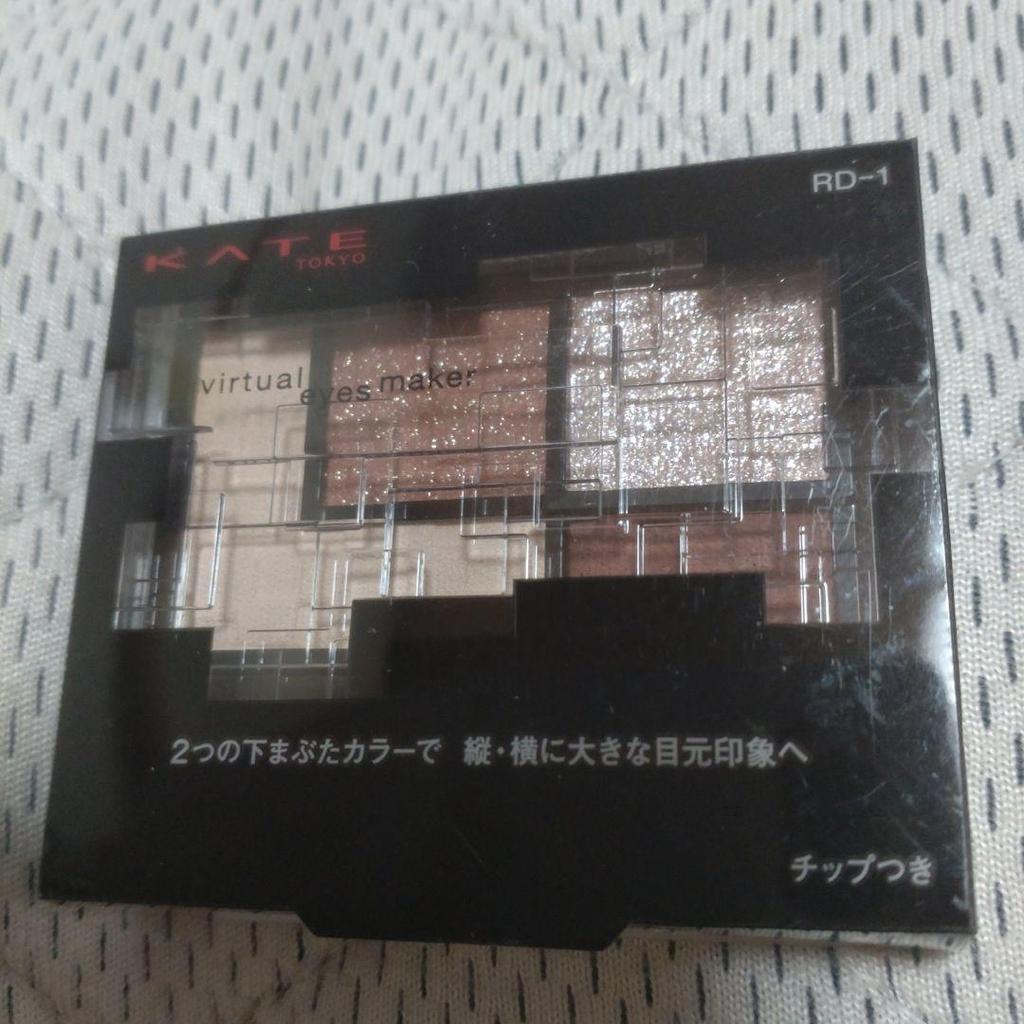 RD-1
KATE
TOKYO
virtual eyes maker
2つの下まぶたカラーで 縦・横に大きな目元印象へ
チップつき